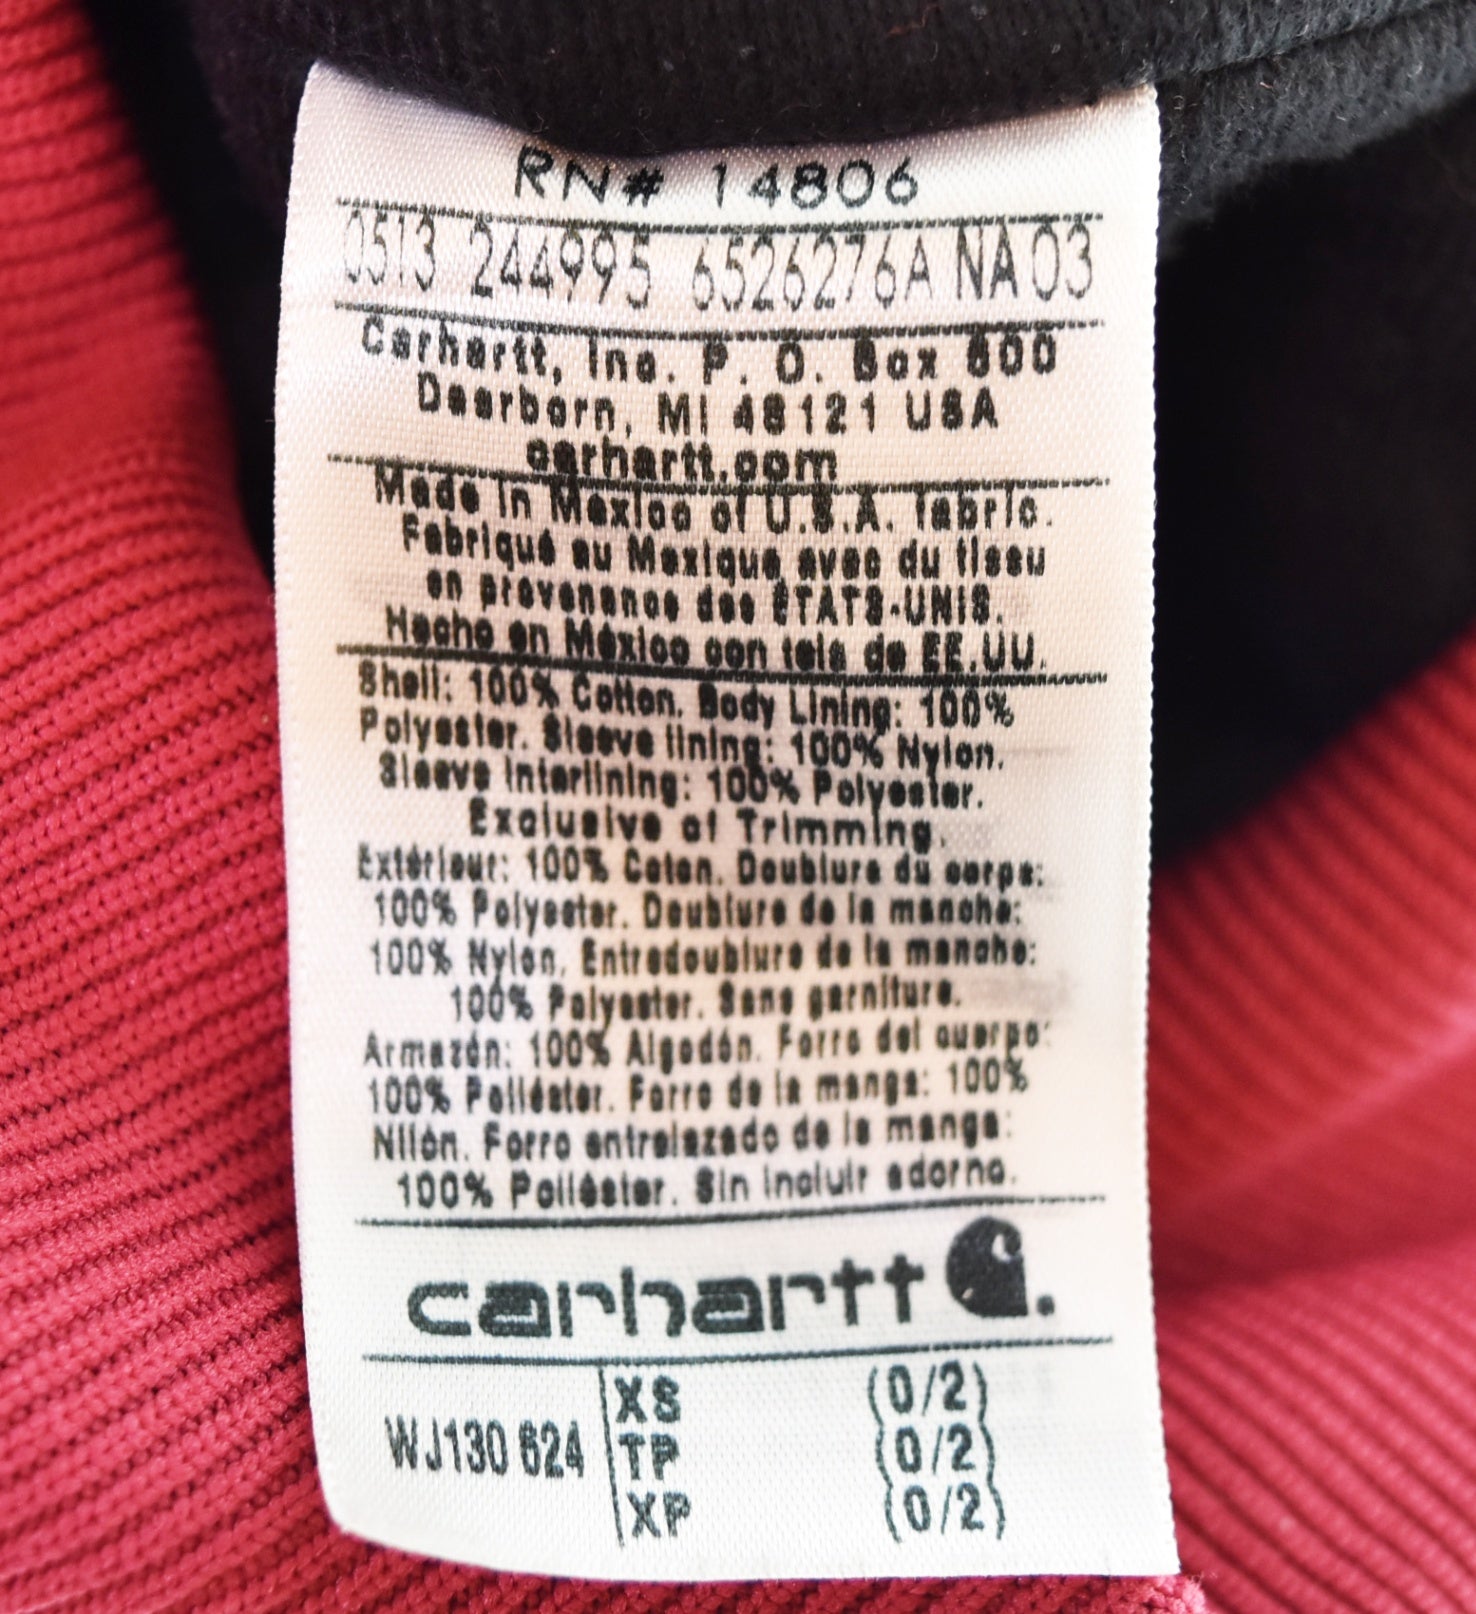 RN# 14806
0513 244995 6526276A NA 03
Carhartt, Inc. P. O. Box 600
Dearborn, MI 48121 USA
carhartt.com
Made in Mexico of U.S.A. fabric.
Fabriqué au Mexique avec du tissu
en provenance des ÉTATS-UNIS.
Hecho en México con tela de EE.UU.
Shell: 100% Cotton. Body Lining: 100%
Polyester. Sleeve lining: 100% Nylon.
Sleeve Interlining: 100% Polyester.
Exclusive of Trimming.
Extérieur: 100% Coton. Doublure du corps:
100% Polyester. Doublure de la manche:
100% Nylon. Entredoublure de la manche:
100% Polyester. Sans garniture.
Armazón: 100% Algodón. Forro del cuerpo:
100% Poliéster. Forro de la manga: 100%
Nilón. Forro entrelazado de la manga:
100% Poliéster. Sin incluir adorno.
carhartt
WJ130 624
XS (0/2)
TP (0/2)
XP (0/2)